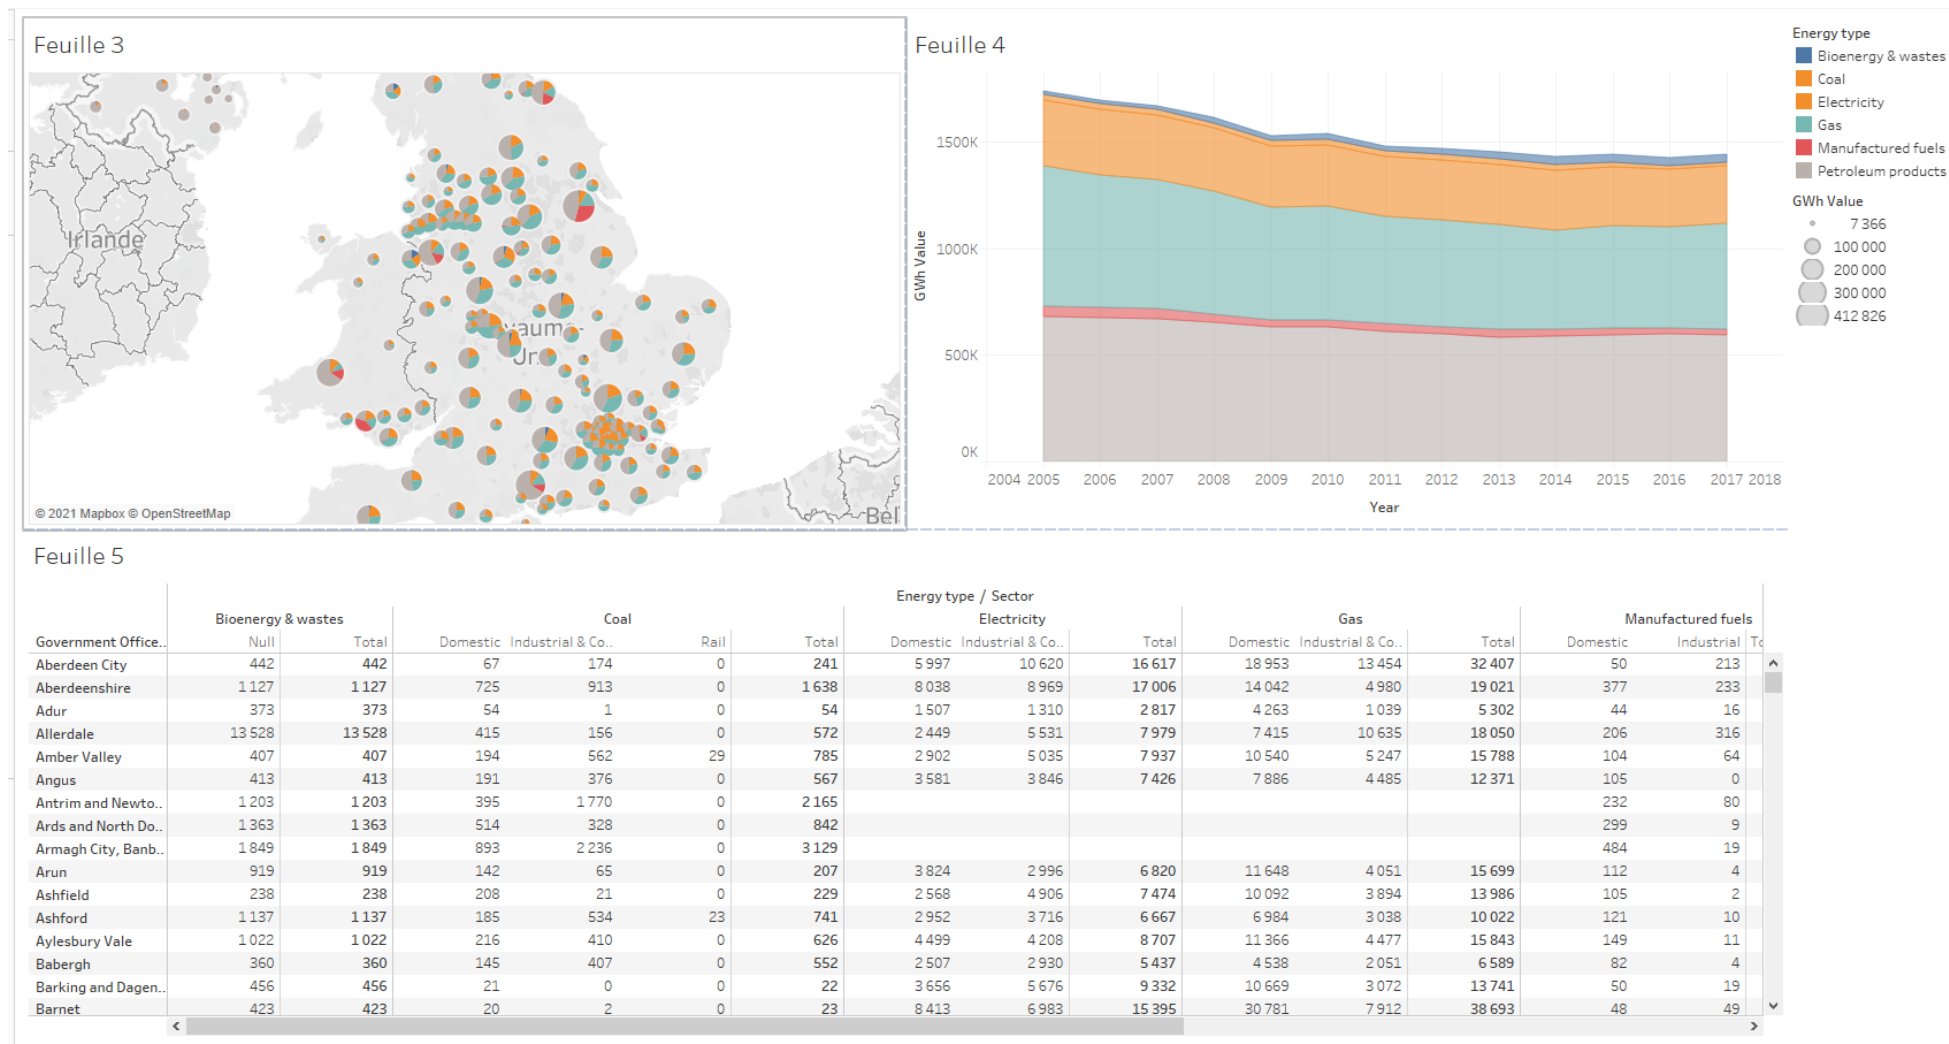 Feuille 3
Irlande
yaume-
Un
Bel
© 2021 Mapbox © OpenStreetMap
Feuille 4
GWh Value
1500K
1000K
500K
0K
2004 2005 2006 2007 2008 2009 2010 2011 2012 2013 2014 2015 2016 2017 2018
Year
Energy type
Bioenergy & wastes
Coal
Electricity
Gas
Manufactured fuels
Petroleum products
GWh Value
7 366
100 000
200 000
300 000
412 826
Feuille 5
Energy type / Sector
Bioenergy & wastes Coal Electricity Gas Manufactured fuels
Government Office.. Null Total Domestic Industrial & Co.. Rail Total Domestic Industrial & Co.. Total Domestic Industrial & Co.. Total Domestic Industrial Tc
Aberdeen City 442 442 67 174 0 241 5 997 10 620 16 617 18 953 13 454 32 407 50 213
Aberdeenshire 1 127 1 127 725 913 0 1 638 8 038 8 969 17 006 14 042 4 980 19 021 377 233
Adur 373 373 54 1 0 54 1 507 1 310 2 817 4 263 1 039 5 302 44 16
Allerdale 13 528 13 528 415 156 0 572 2 449 5 531 7 979 7 415 10 635 18 050 206 316
Amber Valley 407 407 194 562 29 785 2 902 5 035 7 937 10 540 5 247 15 788 104 64
Angus 413 413 191 376 0 567 3 581 3 846 7 426 7 886 4 485 12 371 105 0
Antrim and Newto.. 1 203 1 203 395 1 770 0 2 165 232 80
Ards and North Do.. 1 363 1 363 514 328 0 842 299 9
Armagh City, Banb.. 1 849 1 849 893 2 236 0 3 129 484 19
Arun 919 919 142 65 0 207 3 824 2 996 6 820 11 648 4 051 15 699 112 4
Ashfield 238 238 208 21 0 229 2 568 4 906 7 474 10 092 3 894 13 986 105 2
Ashford 1 137 1 137 185 534 23 741 2 952 3 716 6 667 6 984 3 038 10 022 121 10
Aylesbury Vale 1 022 1 022 216 410 0 626 4 499 4 208 8 707 11 366 4 477 15 843 149 11
Babergh 360 360 145 407 0 552 2 507 2 930 5 437 4 538 2 051 6 589 82 4
Barking and Dagen.. 456 456 21 0 0 22 3 656 5 676 9 332 10 669 3 072 13 741 50 19
Barnet 423 423 20 2 0 23 8 413 6 983 15 395 30 781 7 912 38 693 48 49